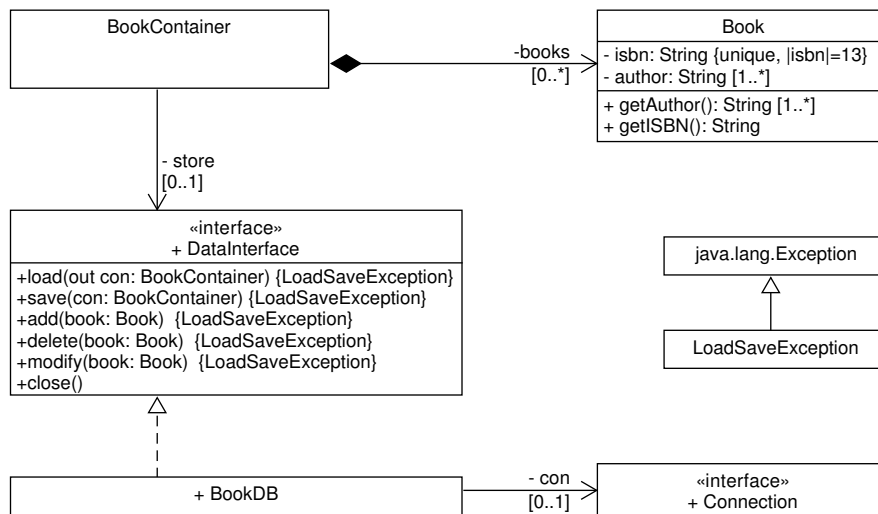 BookContainer
-books
[0..*]
Book
- isbn: String {unique, |isbn|=13}
- author: String [1..*]
+ getAuthor(): String [1..*]
+ getISBN(): String
- store
[0..1]
«interface»
+ DataInterface
+load(out con: BookContainer) {LoadSaveException}
+save(con: BookContainer) {LoadSaveException}
+add(book: Book)  {LoadSaveException}
+delete(book: Book)  {LoadSaveException}
+modify(book: Book)  {LoadSaveException}
+close()
java.lang.Exception
LoadSaveException
+ BookDB
- con
[0..1]
«interface»
+ Connection